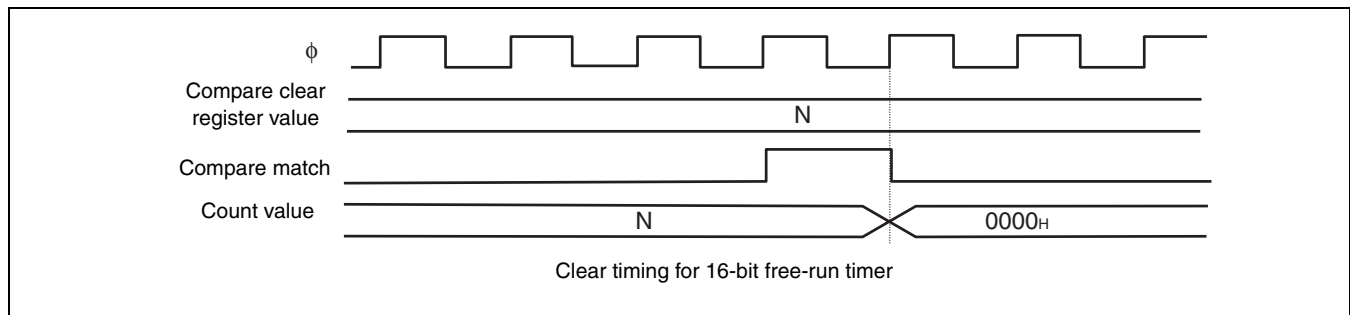 ϕ
Compare clear
register value
N
Compare match
Count value
N
0000H
Clear timing for 16-bit free-run timer